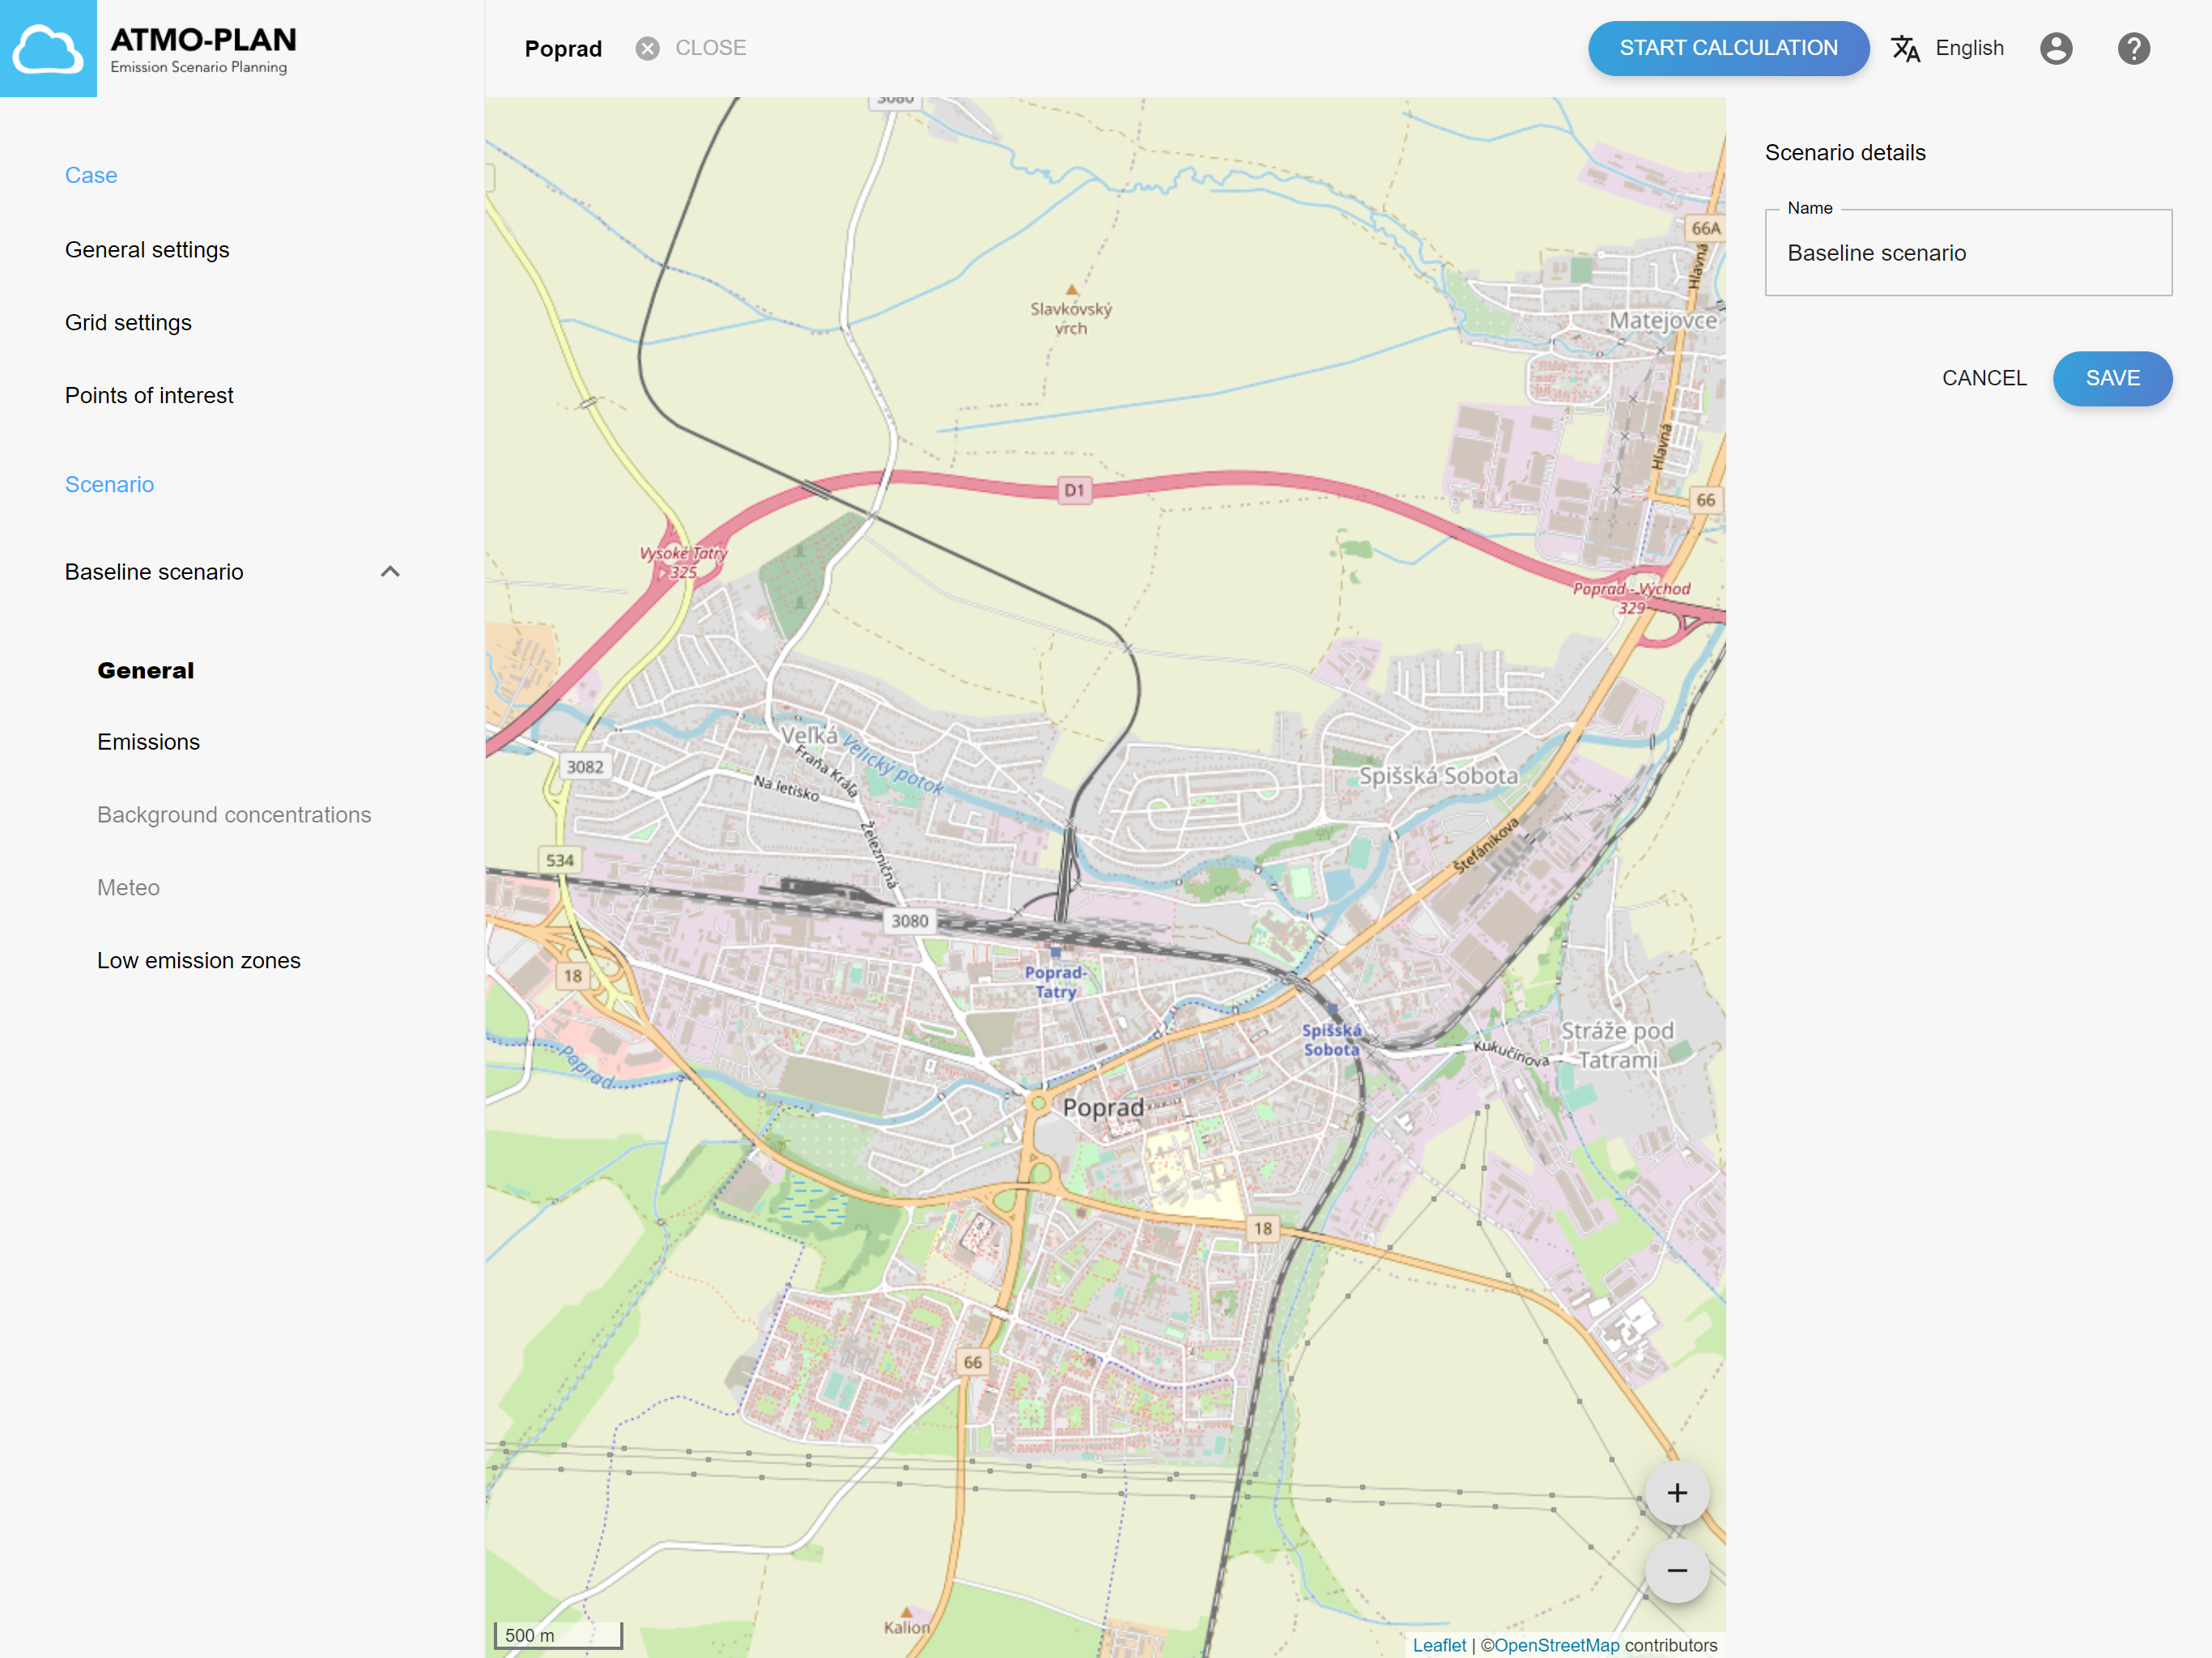 ATMO-PLAN
Emission Scenario Planning
Poprad
CLOSE
START CALCULATION
English
Case
General settings
Grid settings
Points of interest
Scenario
Baseline scenario
General
Emissions
Background concentrations
Meteo
Low emission zones
3080
66A
Hlavná
Slavkovský
vrch
Matejovce
Hlavná
D1
66
Vysoké Tatry
325
Poprad - Východ
329
Veľká
Velický potok
Fraňa Kráľa
3082
Na letisko
Spišská Sobota
Železničná
Štefánikova
534
3080
18
Poprad-
Tatry
Spišská
Sobota
Stráže pod
Tatrami
Kukučínova
Poprad
Poprad
18
66
Kalion
500 m
+
−
Leaflet | ©OpenStreetMap contributors
Scenario details
Name
Baseline scenario
CANCEL
SAVE